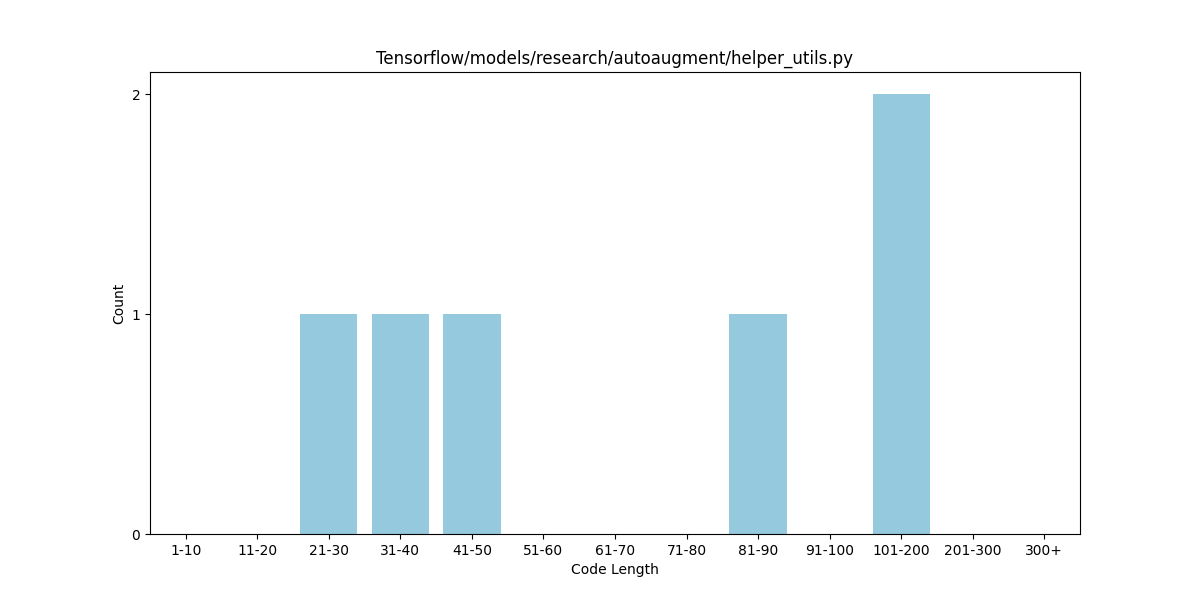 Tensorflow/models/research/autoaugment/helper_utils.py
Count
2
1
0
1-10 11-20 21-30 31-40 41-50 51-60 61-70 71-80 81-90 91-100 101-200 201-300 300+
Code Length